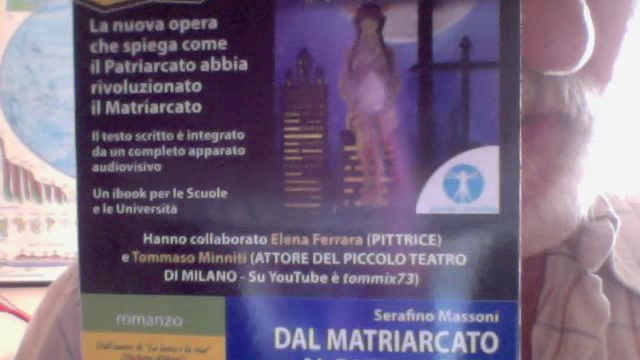 La nuova opera
che spiega come
il Patriarcato abbia
rivoluzionato
il Matriarcato
Il testo scritto è integrato
da un completo apparato
audiovisivo
Un ibook per le Scuole
e le Università
Hanno collaborato Elena Ferrara (PITTRICE)
e Tommaso Minniti (ATTORE DEL PICCOLO TEATRO
DI MILANO - Su YouTube è tommix73)
romanzo
Serafino Massoni
DAL MATRIARCATO